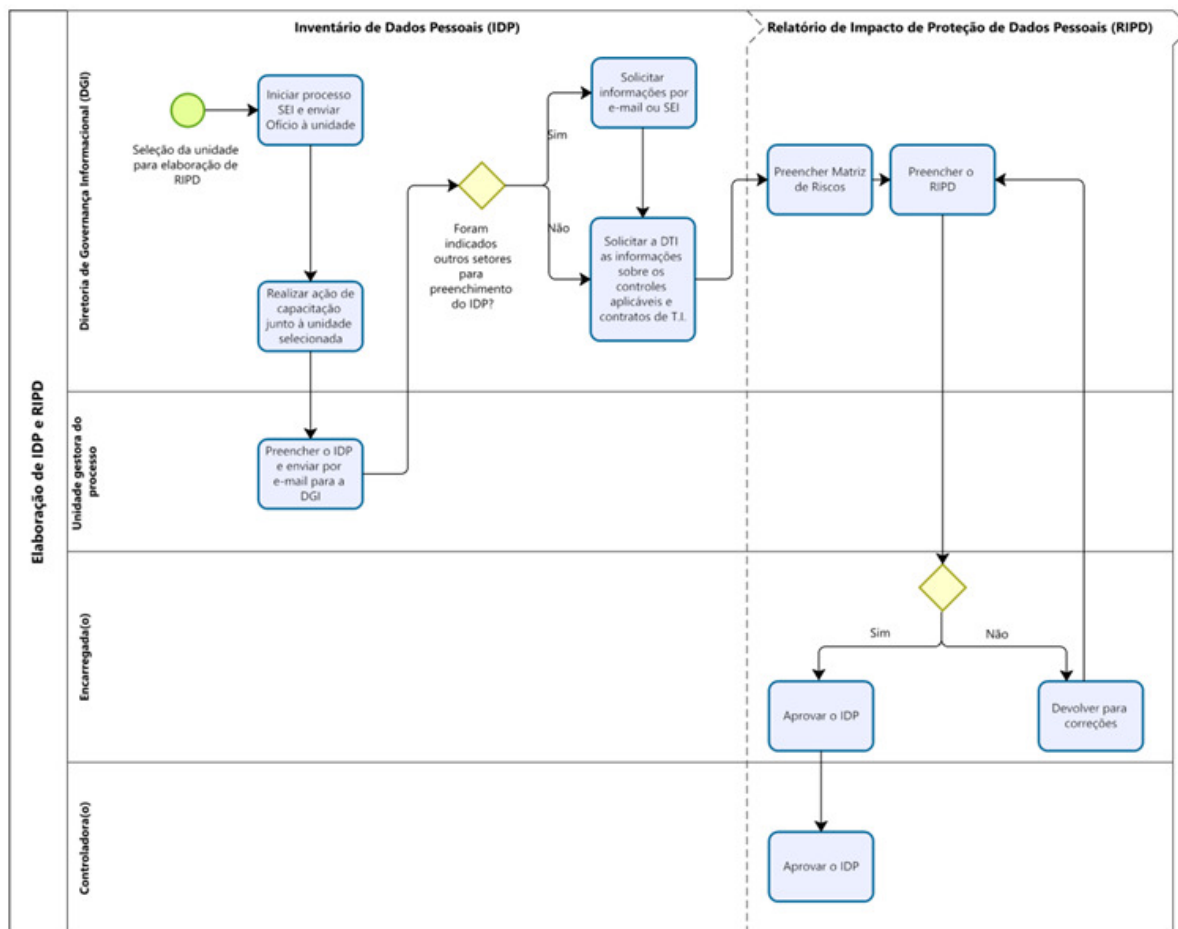 Elaboração de IDP e RIPD
Inventário de Dados Pessoais (IDP)
Relatório de Impacto de Proteção de Dados Pessoais (RIPD)
Diretoria de Governança Informacional (DGI)
Seleção da unidade
para elaboração de
RIPD
Iniciar processo
SEI e enviar
Ofício à unidade
Realizar ação de
capacitação
junto à unidade
selecionada
Foram
indicados
outros setores
para
preenchimento
do IDP?
Sim
Não
Solicitar
informações por
e-mail ou SEI
Solicitar a DTI
as informações
sobre os
controles
aplicáveis e
contratos de T.I.
Preencher Matriz
de Riscos
Preencher o
RIPD
Unidade gestora do
processo
Preencher o IDP
e enviar por
e-mail para a
DGI
Encarregada(o)
Sim
Não
Aprovar o IDP
Devolver para
correções
Controladora(o)
Aprovar o IDP